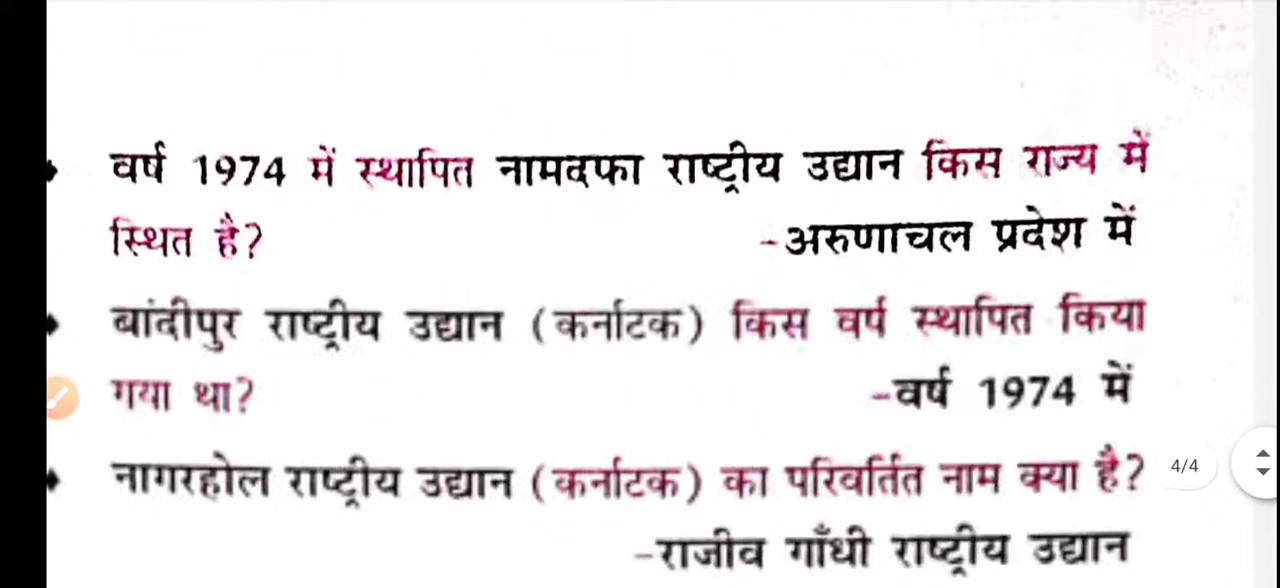 वर्ष 1974 में स्थापित नामदफा राष्ट्रीय उद्यान किस राज्य में
स्थित है? -अरुणाचल प्रदेश में
बांदीपुर राष्ट्रीय उद्यान (कर्नाटक) किस वर्ष स्थापित किया
गया था? -वर्ष 1974 में
नागरहोल राष्ट्रीय उद्यान (कर्नाटक) का परिवर्तित नाम क्या है?
4/4
-राजीव गाँधी राष्ट्रीय उद्यान